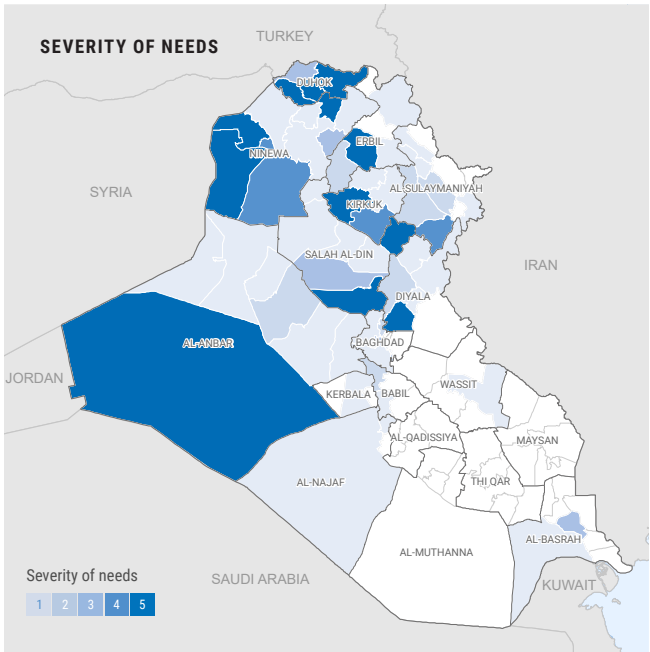 SEVERITY OF NEEDS
TURKEY
DUHOK
ERBIL
NINEWA
SYRIA
AL-SULAYMANIYAH
KIRKUK
SALAH AL-DIN
IRAN
DIYALA
AL-ANBAR
BAGHDAD
JORDAN
WASSIT
KERBALA
BABIL
AL-QADISSIYA
MAYSAN
AL-NAJAF
THI QAR
AL-BASRAH
AL-MUTHANNA
Severity of needs
SAUDI ARABIA
KUWAIT
1 2 3 4 5